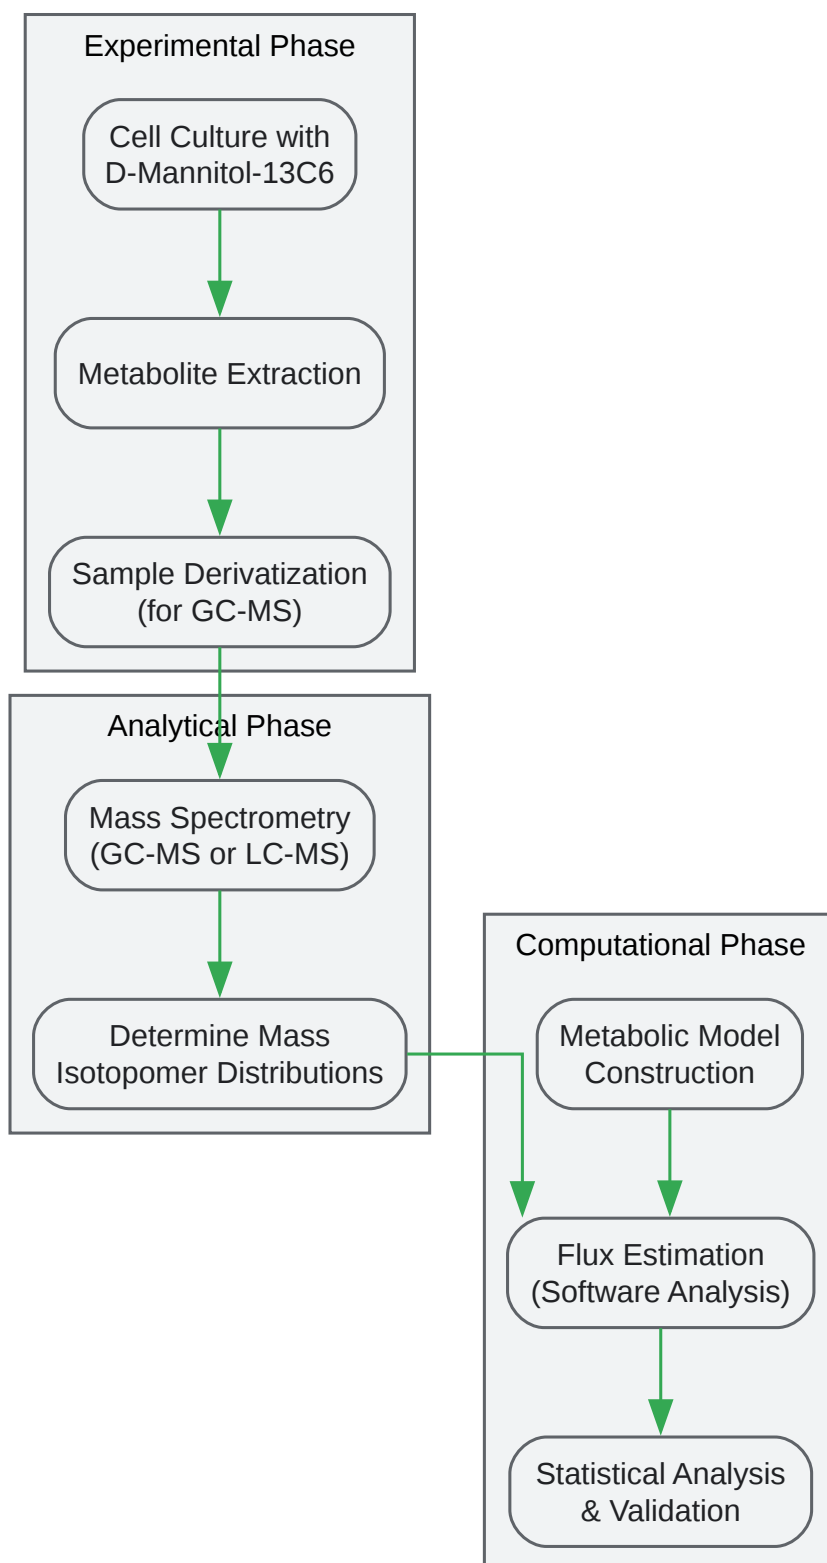 Experimental Phase
Cell Culture with
D-Mannitol-13C6
Metabolite Extraction
Sample Derivatization
(for GC-MS)
Analytical Phase
Mass Spectrometry
(GC-MS or LC-MS)
Determine Mass
Isotopomer Distributions
Computational Phase
Metabolic Model
Construction
Flux Estimation
(Software Analysis)
Statistical Analysis
& Validation